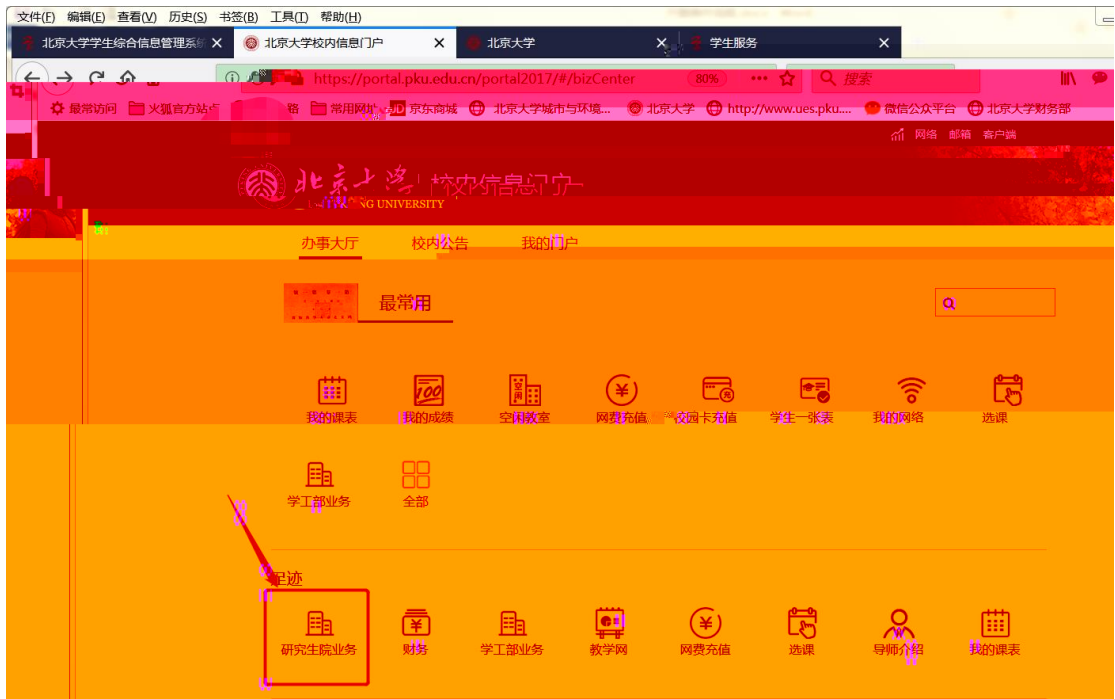 文件(F) 编辑(E) 查看(V) 历史(S) 书签(B) 工具(T) 帮助(H)
北京大学学生综合信息管理系统 北京大学校内信息门户 北京大学 学生服务
https://portal.pku.edu.cn/portal2017/#/bizCenter 80% 搜索
最常访问 火狐官方站点 常用网址 JD 京东商城 北京大学城市与环境... 北京大学 http://www.ues.pku.... 微信公众平台 北京大学财务部
网络 邮箱 客户端
北京大学 校内信息门户
UNIVERSITY
办事大厅 校内公告 我的门户
最常用
我的课表 我的成绩 空闲教室 网费充值 校园卡充值 学生一张表 我的网络 选课
学工部业务 全部
足迹
研究生院业务 财务 学工部业务 教学网 网费充值 选课 导师介绍 我的课表